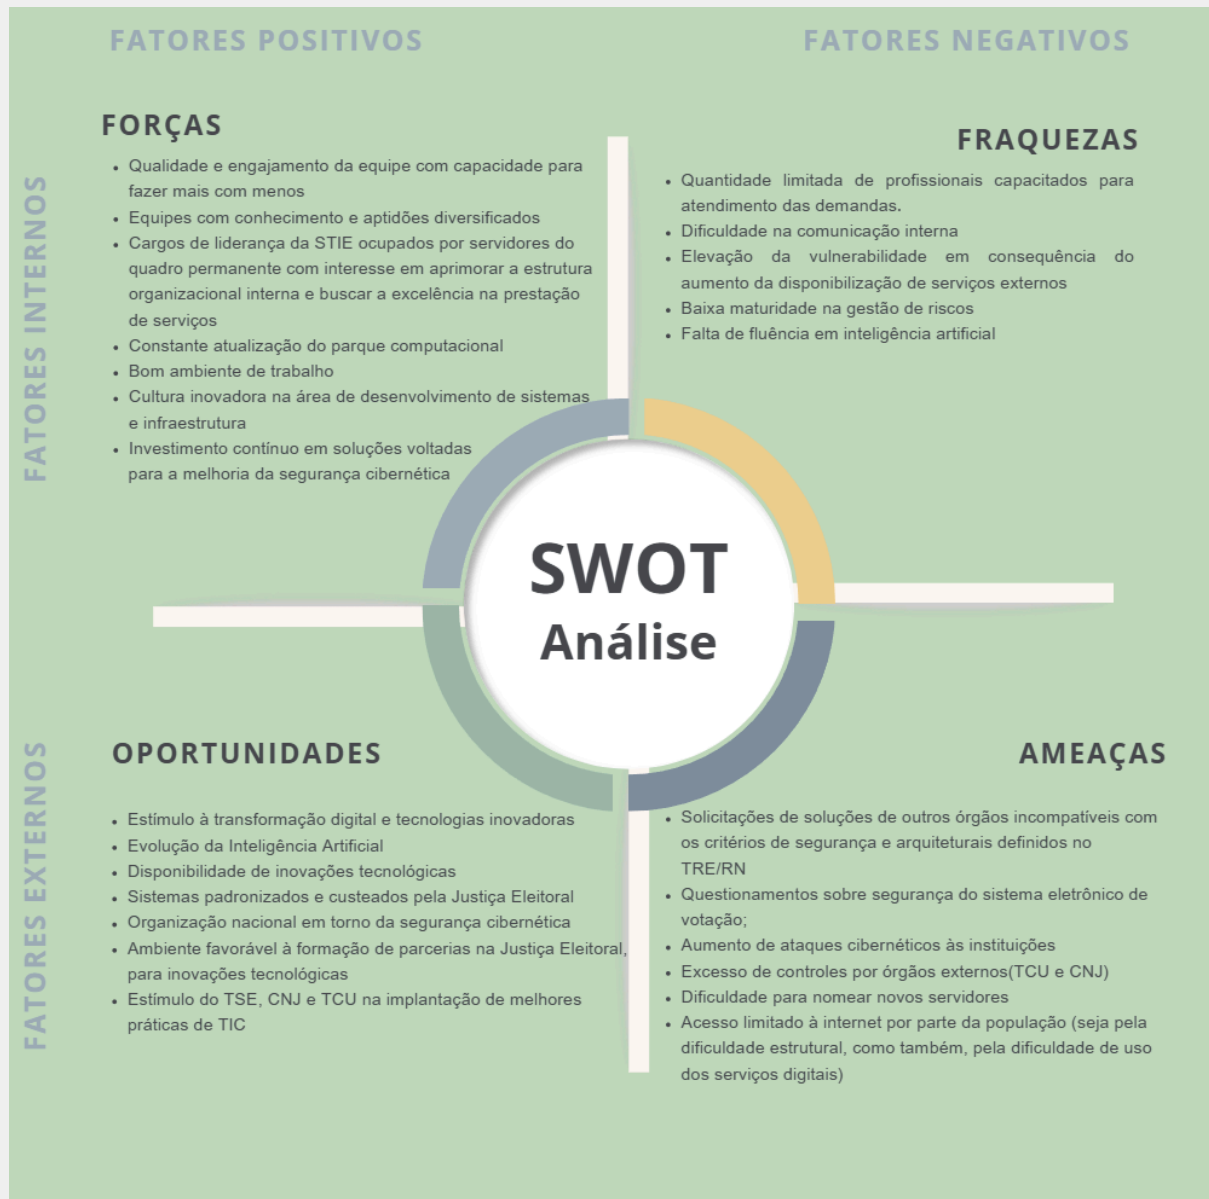 FATORES POSITIVOS
FATORES NEGATIVOS
FATORES INTERNOS
FORÇAS
• Qualidade e engajamento da equipe com capacidade para
fazer mais com menos
• Equipes com conhecimento e aptidões diversificados
• Cargos de liderança da STIE ocupados por servidores do
quadro permanente com interesse em aprimorar a estrutura
organizacional interna e buscar a excelência na prestação
de serviços
• Constante atualização do parque computacional
• Bom ambiente de trabalho
• Cultura inovadora na área de desenvolvimento de sistemas
e infraestrutura
• Investimento contínuo em soluções voltadas
para a melhoria da segurança cibernética
FRAQUEZAS
• Quantidade limitada de profissionais capacitados para
atendimento das demandas.
• Dificuldade na comunicação interna
• Elevação da vulnerabilidade em consequência do
aumento da disponibilização de serviços externos
• Baixa maturidade na gestão de riscos
• Falta de fluência em inteligência artificial
SWOT
Análise
FATORES EXTERNOS
OPORTUNIDADES
• Estímulo à transformação digital e tecnologias inovadoras
• Evolução da Inteligência Artificial
• Disponibilidade de inovações tecnológicas
• Sistemas padronizados e custeados pela Justiça Eleitoral
• Organização nacional em torno da segurança cibernética
• Ambiente favorável à formação de parcerias na Justiça Eleitoral,
para inovações tecnológicas
• Estímulo do TSE, CNJ e TCU na implantação de melhores
práticas de TIC
AMEAÇAS
• Solicitações de soluções de outros órgãos incompatíveis com
os critérios de segurança e arquiteturais definidos no
TRE/RN
• Questionamentos sobre segurança do sistema eletrônico de
votação;
• Aumento de ataques cibernéticos às instituições
• Excesso de controles por órgãos externos(TCU e CNJ)
• Dificuldade para nomear novos servidores
• Acesso limitado à internet por parte da população (seja pela
dificuldade estrutural, como também, pela dificuldade de uso
dos serviços digitais)